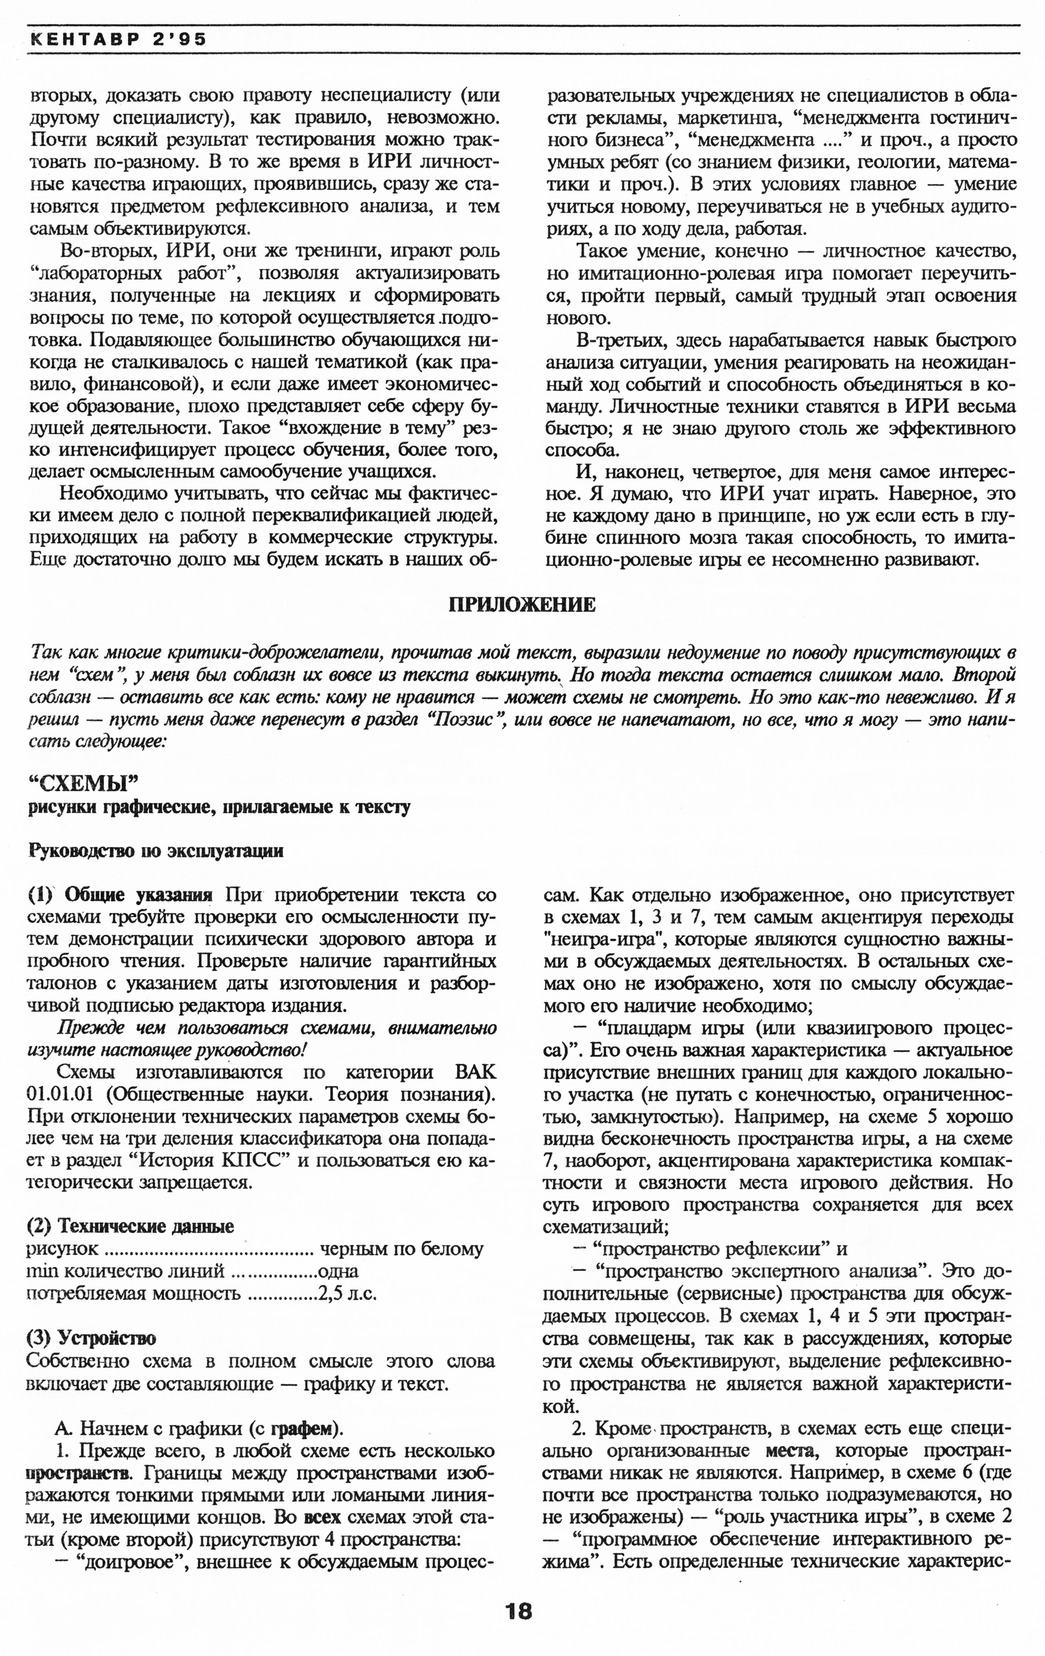 КЕНТАВР 2’95
вторых, доказать свою правоту неспециалисту (или
другому специалисту), как правило, невозможно.
Почти всякий результат тестирования можно трак-
товать по-разному. В то же время в ИРИ личност-
ные качества играющих, проявившись, сразу же ста-
новятся предметом рефлексивного анализа, и тем
самым объективируются.
Во-вторых, ИРИ, они же тренинги, играют роль
“лабораторных работ”, позволяя актуализировать
знания, полученные на лекциях и сформировать
вопросы по теме, по которой осуществляется .подго-
товка. Подавляющее большинство обучающихся ни-
когда не сталкивалось с нашей тематикой (как пра-
вило, финансовой), и если даже имеет экономичес-
кое образование, плохо представляет себе сферу бу-
дущей деятельности. Такое “вхождение в тему” рез-
ко интенсифицирует процесс обучения, более того,
делает осмысленным самообучение учащихся.
Необходимо учитывать, что сейчас мы фактичес-
ки имеем дело с полной переквалификацией людей,
приходящих на работу в коммерческие структуры.
Еще достаточно долго мы будем искать в наших об-
разовательных учреждениях не специалистов в обла-
сти рекламы, маркетинга, “менеджмента гостинич-
ного бизнеса”, “менеджмента ....” и проч., а просто
умных ребят (со знанием физики, геологии, матема-
тики и проч.). В этих условиях главное — умение
учиться новому, переучиваться не в учебных аудито-
риях, а по ходу дела, работая.
Такое умение, конечно — личностное качество,
но имитационно-ролевая игра помогает переучить-
ся, пройти первый, самый трудный этап освоения
нового.
В-третьих, здесь нарабатывается навык быстрого
анализа ситуации, умения реагировать на неожидан-
ный ход событий и способность объединяться в ко-
манду. Личностные техники ставятся в ИРИ весьма
быстро; я не знаю другого столь же эффективного
способа.
И, наконец, четвертое, для меня самое интерес-
ное. Я думаю, что ИРИ учат играть. Наверное, это
не каждому дано в принципе, но уж если есть в глу-
бине спинного мозга такая способность, то имита-
ционно-ролевые игры ее несомненно развивают.
ПРИЛОЖЕНИЕ
Так как многие критики-доброжелатели, прочитав мой текст, выразили недоумение по поводу присутствующих в
нем “схем”, у меня был соблазн их вовсе из текста выкинуть. Но тогда текста остается слишком мало. Второй
соблазн — оставить все как есть: кому не нравится — может схемы не смотреть. Но это как-то невежливо. И я
решил — пусть меня даже перенесут в раздел “Поэзис”, или вовсе не напечатают, но все, что я могу — это напи-
сать следующее:
“СХЕМЫ”
рисунки графические, прилагаемые к тексту
Руководство по эксплуатации
(1) Общие указания При приобретении текста со
схемами требуйте проверки его осмысленности пу-
тем демонстрации психически здорового автора и
пробного чтения. Проверьте наличие гарантийных
талонов с указанием даты изготовления и разбор-
чивой подписью редактора издания.
Прежде чем пользоваться схемами, внимательно
изучите настоящее руководство!
Схемы изготавливаются по категории ВАК
01.01.01 (Общественные науки. Теория познания).
При отклонении технических параметров схемы бо-
лее чем на три деления классификатора она попада-
ет в раздел “История КПСС” и пользоваться ею ка-
тегорически запрещается.
(2) Технические данные
рисунок .......................................... черным по белому
min количество линий .................одна
потребляемая мощность ..............2,5 л.с.
(3) Устройство
Собственно схема в полном смысле этого слова
включает две составляющие — графику и текст.
А. Начнем с графики (с графем).
1. Прежде всего, в любой схеме есть несколько
пространств. Границы между пространствами изоб-
ражаются тонкими прямыми или ломаными линия-
ми, не имеющими концов. Во всех схемах этой ста-
тьи (кроме второй) присутствуют 4 пространства:
— “доигровое”, внешнее к обсуждаемым процес-
сам. Как отдельно изображенное, оно присутствует
в схемах 1, 3 и 7, тем самым акцентируя переходы
"неигра-игра", которые являются сущностно важны-
ми в обсуждаемых деятельностях. В остальных схе-
мах оно не изображено, хотя по смыслу обсуждае-
мого его наличие необходимо;
— “плацдарм игры (или квазиигрового процес-
са)”. Его очень важная характеристика — актуальное
присутствие внешних границ для каждого локально-
го участка (не путать с конечностью, ограниченнос-
тью, замкнутостью). Например, на схеме 5 хорошо
видна бесконечность пространства игры, а на схеме
7, наоборот, акцентирована характеристика компак-
тности и связности места игрового действия. Но
суть игрового пространства сохраняется для всех
схематизаций;
— “пространство рефлексии” и
— “пространство экспертного анализа”. Это до-
полнительные (сервисные) пространства для обсуж-
даемых процессов. В схемах 1, 4 и 5 эти простран-
ства совмещены, так как в рассуждениях, которые
эти схемы объективируют, выделение рефлексивно-
го пространства не является важной характеристи-
кой.
2. Кроме пространств, в схемах есть еще специ-
ально организованные места, которые простран-
ствами никак не являются. Например, в схеме 6 (где
почти все пространства только подразумеваются, но
не изображены) — “роль участника игры”, в схеме 2
— “программное обеспечение интерактивного ре-
жима”. Есть определенные технические характерис-
18